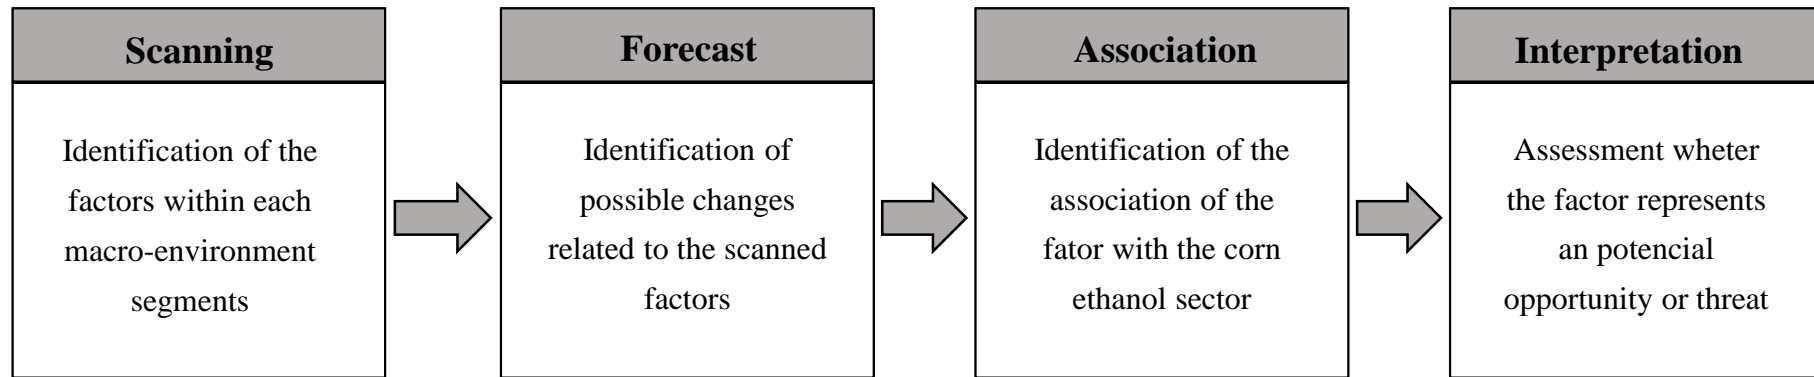 Scanning
Identification of the
factors within each
macro-environment
segments
Forecast
Identification of
possible changes
related to the scanned
factors
Association
Identification of the
association of the
fator with the corn
ethanol sector
Interpretation
Assessment wheter
the factor represents
an potencial
opportunity or threat